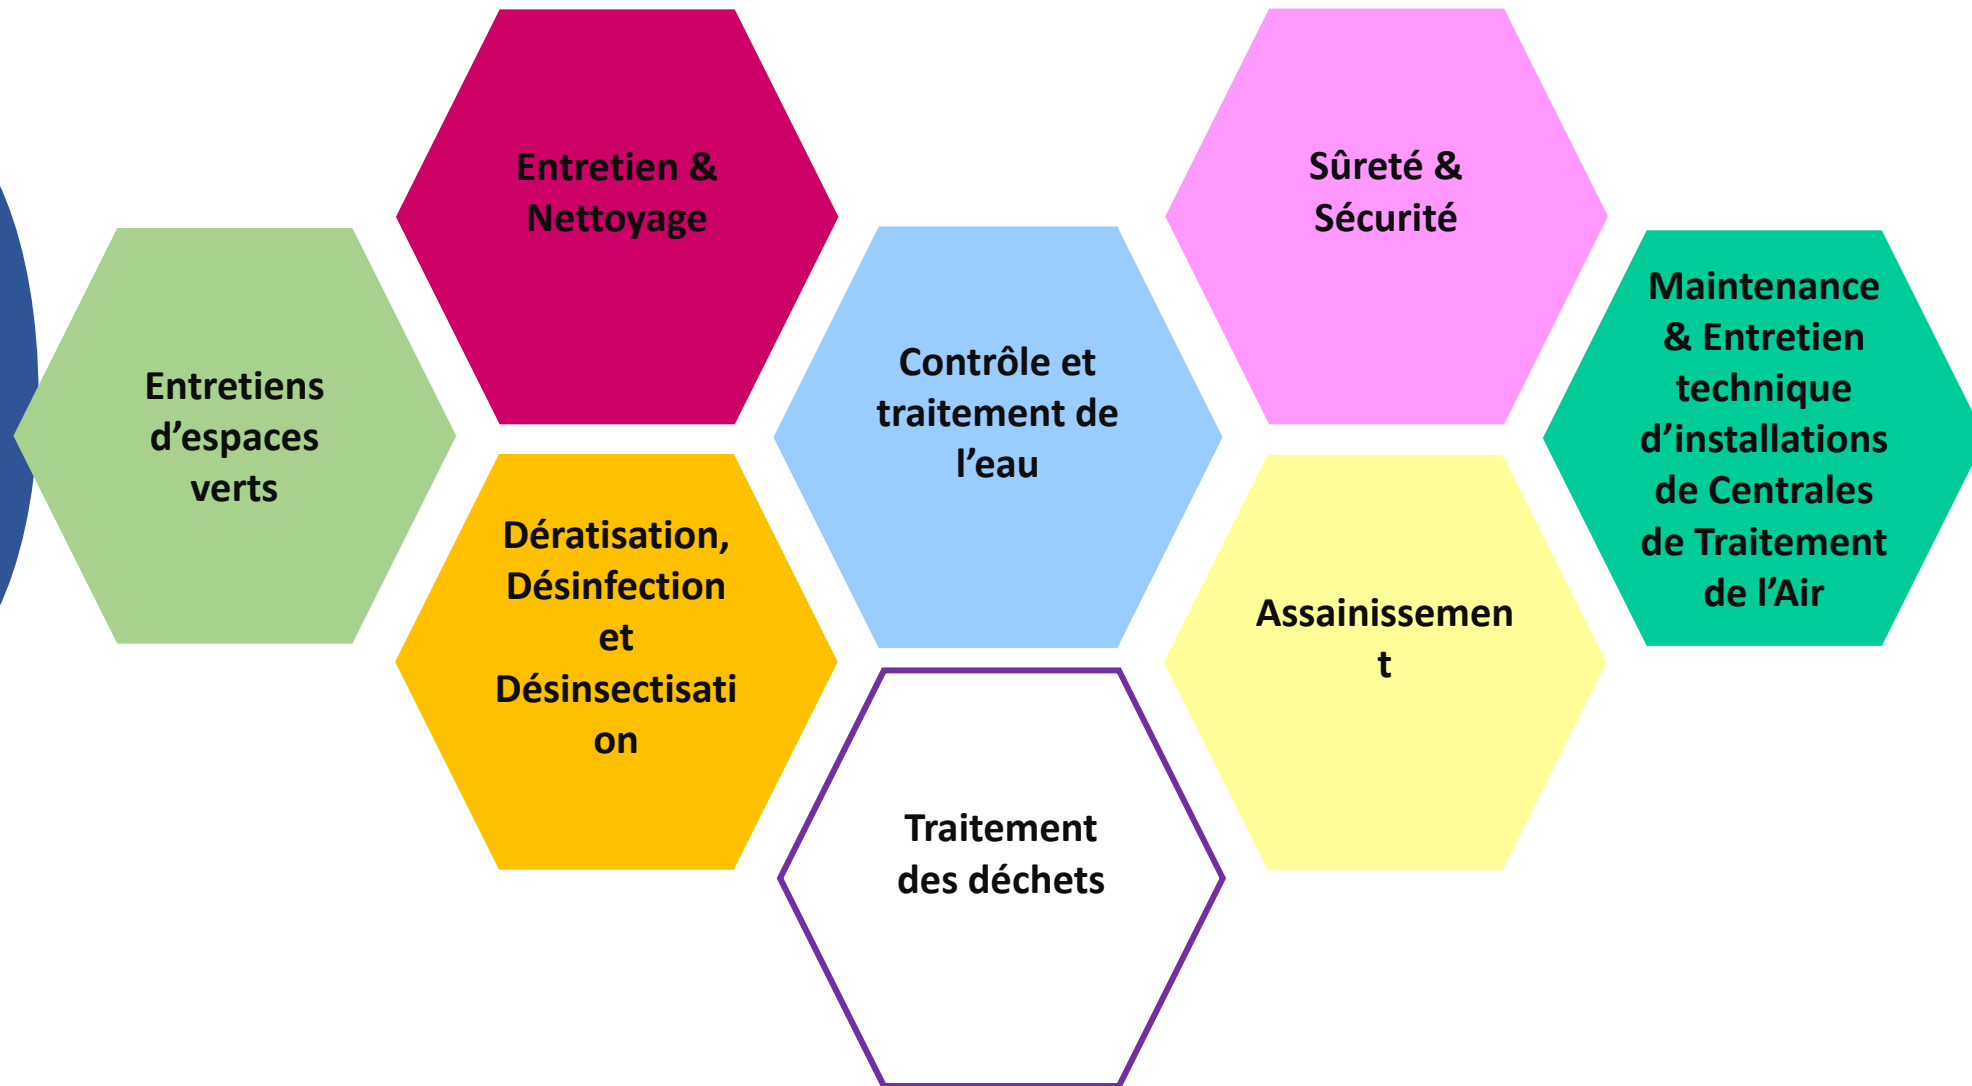 Entretien &
Nettoyage
Sûreté &
Sécurité
Entretiens
d’espaces
verts
Contrôle et
traitement de
l’eau
Maintenance
& Entretien
technique
d’installations
de Centrales
de Traitement
de l’Air
Dératisation,
Désinfection
et
Désinsectisati
on
Assainissemen
t
Traitement
des déchets